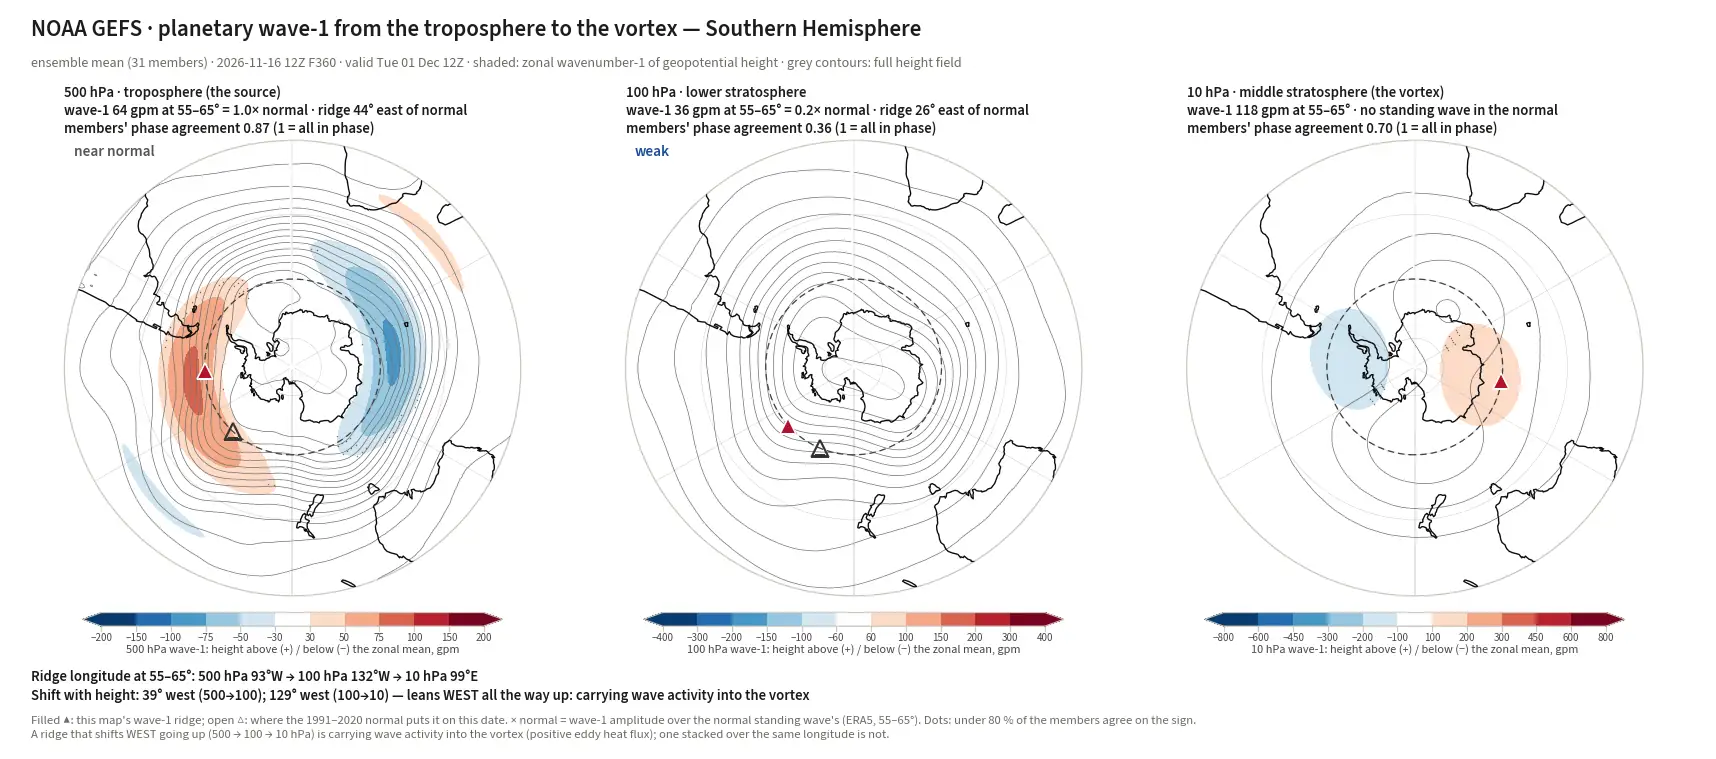 NOAA GEFS · planetary wave-1 from the troposphere to the vortex — Southern Hemisphere
ensemble mean (31 members) · 2026-11-16 12Z F360 · valid Tue 01 Dec 12Z · shaded: zonal wavenumber-1 of geopotential height · grey contours: full height field
500 hPa · troposphere (the source)
wave-1 64 gpm at 55–65° = 1.0× normal · ridge 44° east of normal
members' phase agreement 0.87 (1 = all in phase)
near normal
100 hPa · lower stratosphere
wave-1 36 gpm at 55–65° = 0.2× normal · ridge 26° east of normal
members' phase agreement 0.36 (1 = all in phase)
weak
10 hPa · middle stratosphere (the vortex)
wave-1 118 gpm at 55–65° · no standing wave in the normal
members' phase agreement 0.70 (1 = all in phase)
−200 −150 −100 −75 −50 −30 30 50 75 100 150 200
500 hPa wave-1: height above (+) / below (−) the zonal mean, gpm
−400 −300 −200 −150 −100 −60 60 100 150 200 300 400
100 hPa wave-1: height above (+) / below (−) the zonal mean, gpm
−800 −600 −450 −300 −200 −100 100 200 300 450 600 800
10 hPa wave-1: height above (+) / below (−) the zonal mean, gpm
Ridge longitude at 55–65°: 500 hPa 93°W → 100 hPa 132°W → 10 hPa 99°E
Shift with height: 39° west (500→100); 129° west (100→10) — leans WEST all the way up: carrying wave activity into the vortex
Filled ▲: this map's wave-1 ridge; open △: where the 1991–2020 normal puts it on this date. × normal = wave-1 amplitude over the normal standing wave's (ERA5, 55–65°). Dots: under 80 % of the members agree on the sign.
A ridge that shifts WEST going up (500 → 100 → 10 hPa) is carrying wave activity into the vortex (positive eddy heat flux); one stacked over the same longitude is not.